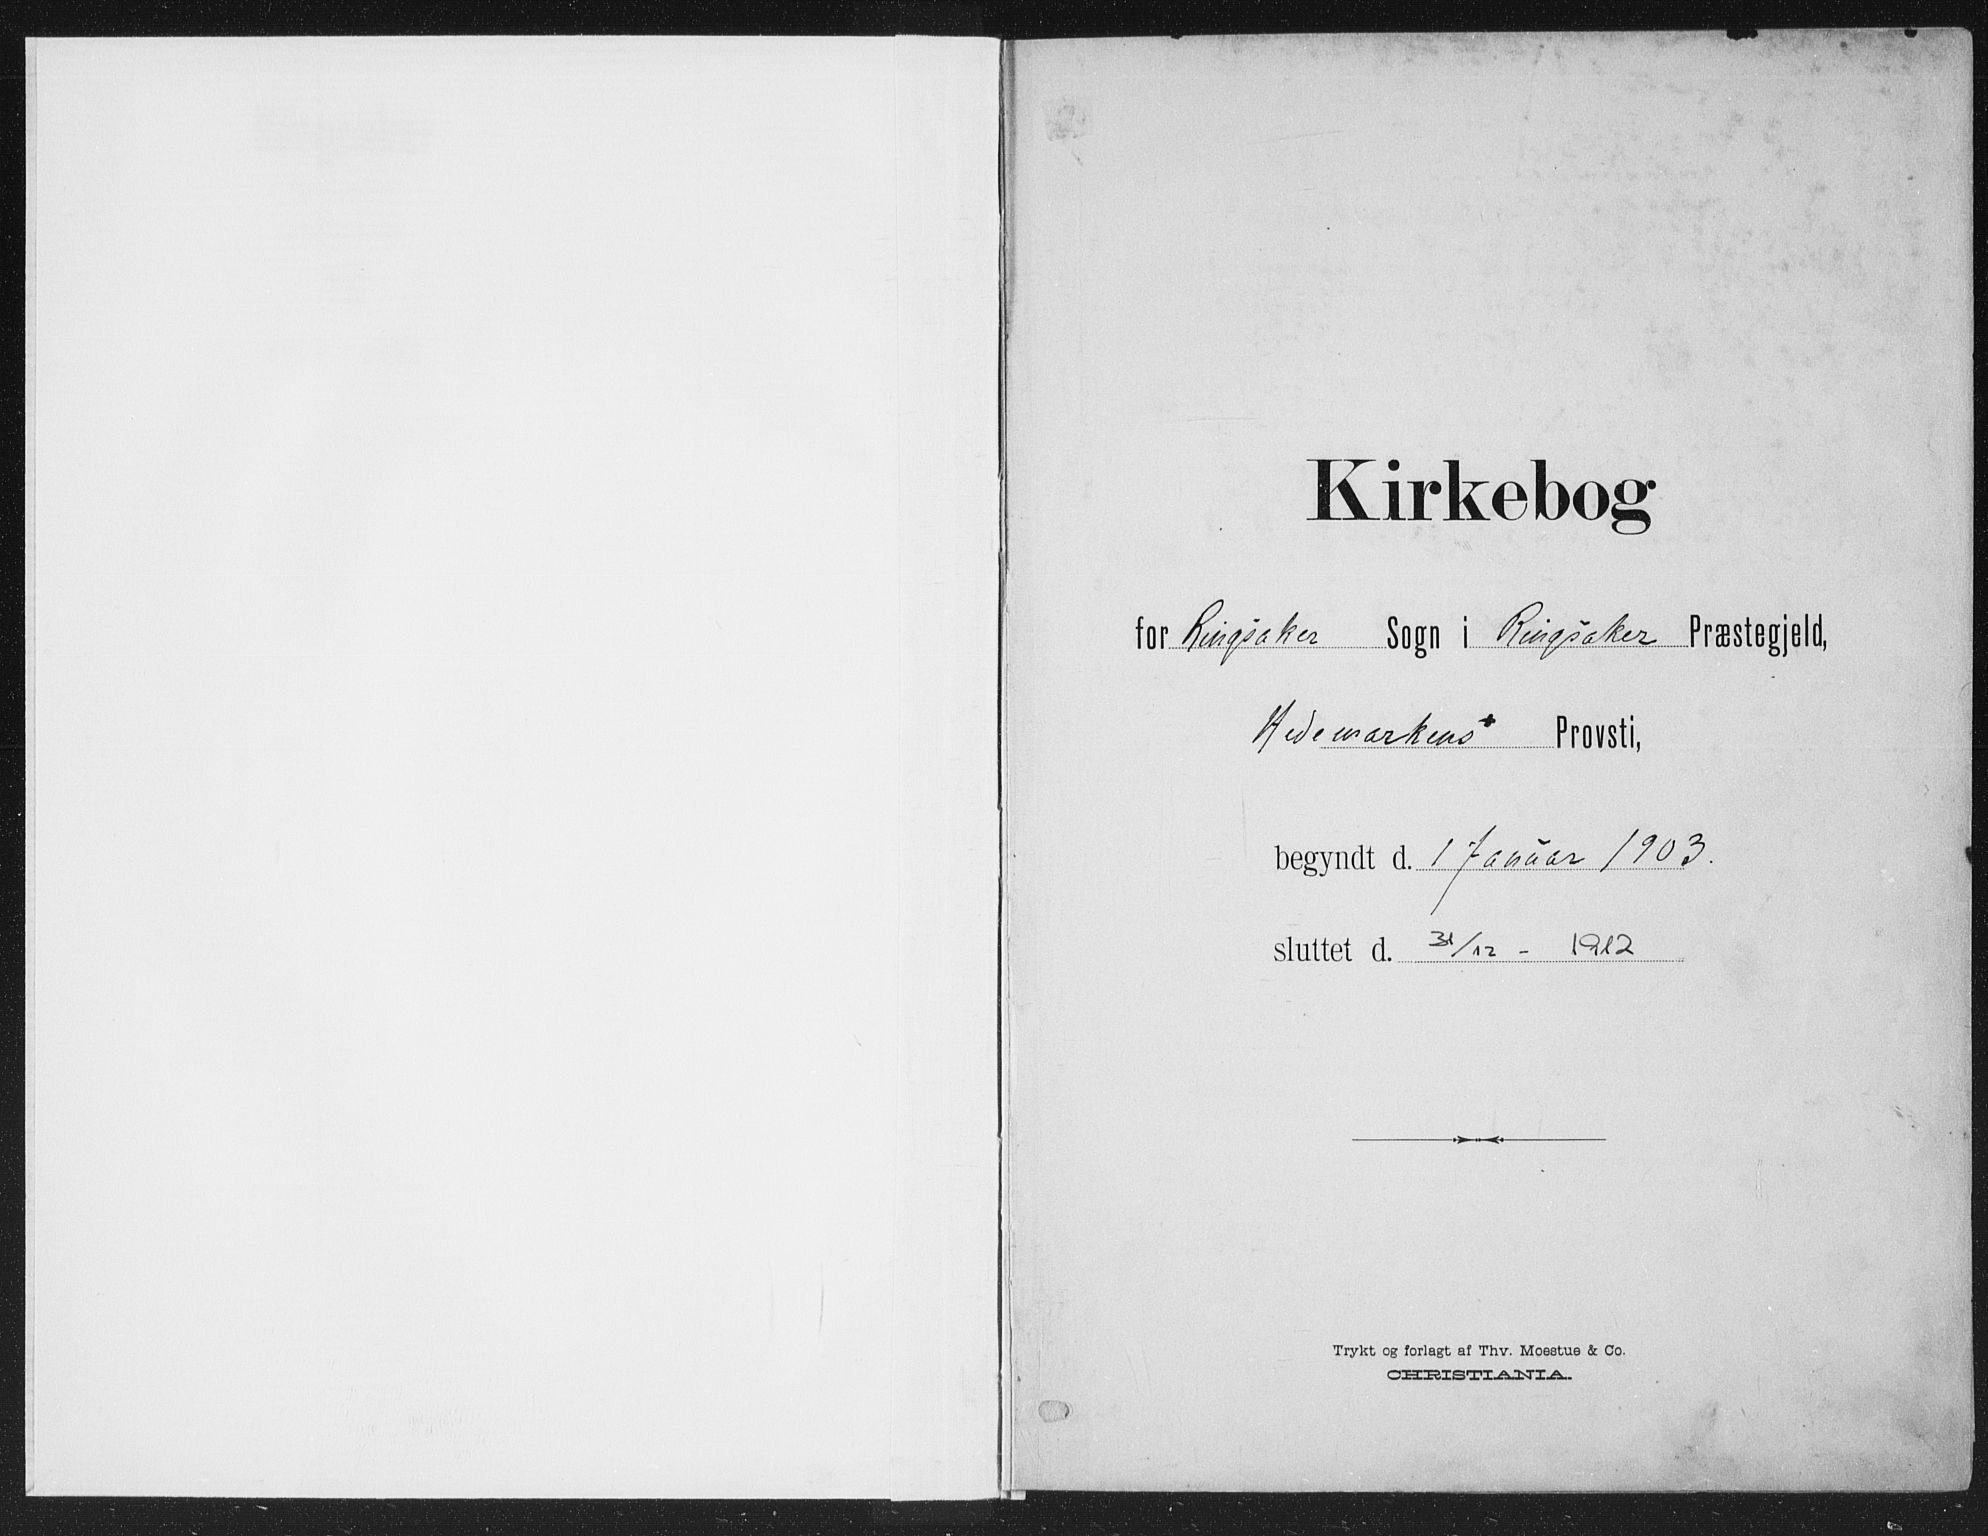 Kirkebog
for Ringsaker Sogn i Ringsaker Præstegjeld,
Hedemarkens Provsti,
begyndt d. 1 Januar 1903.
sluttet d. 31/12 - 1912
Trykt og forlagt af Thv. Moestue & Co.
CHRISTIANIA.